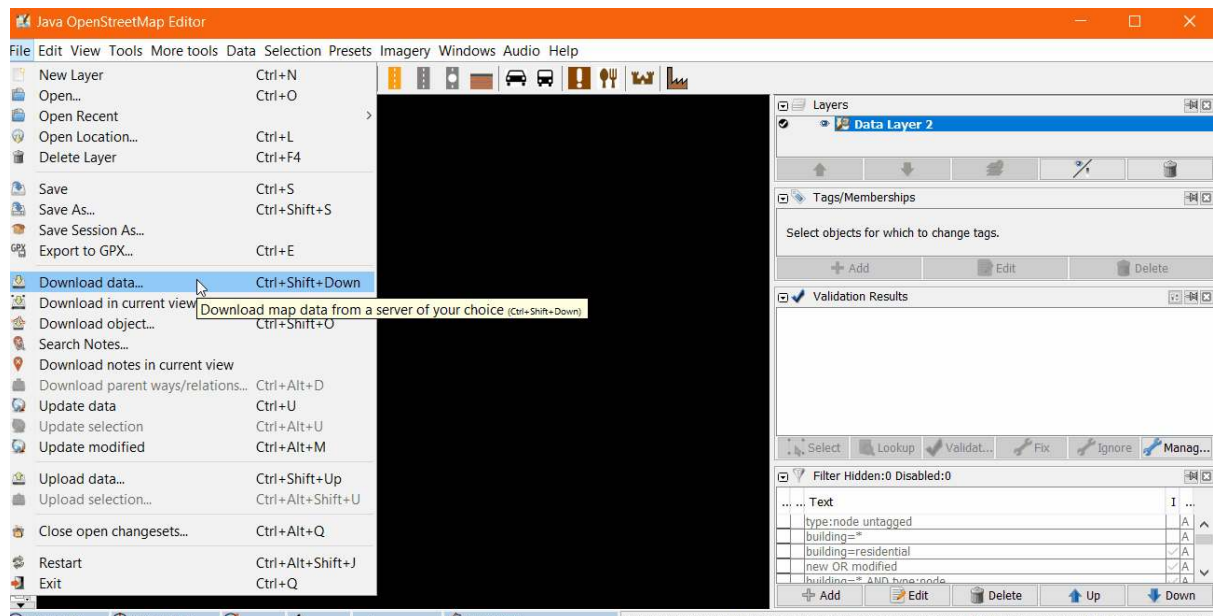 Java OpenStreetMap Editor
File Edit View Tools More tools Data Selection Presets Imagery Windows Audio Help
New Layer Ctrl+N
Open... Ctrl+O
Open Recent
Open Location... Ctrl+L
Delete Layer Ctrl+F4
Save Ctrl+S
Save As... Ctrl+Shift+S
Save Session As...
Export to GPX... Ctrl+E
Download data... Ctrl+Shift+Down
Download in current view
Download map data from a server of your choice (Ctrl+Shift+Down)
Download object... Ctrl+Shift+O
Search Notes...
Download notes in current view
Download parent ways/relations... Ctrl+Alt+D
Update data Ctrl+U
Update selection Ctrl+Alt+U
Update modified Ctrl+Alt+M
Upload data... Ctrl+Shift+Up
Upload selection... Ctrl+Alt+Shift+U
Close open changesets... Ctrl+Alt+Q
Restart Ctrl+Alt+Shift+J
Exit Ctrl+Q
Layers
Data Layer 2
Tags/Memberships
Select objects for which to change tags.
Add Edit Delete
Validation Results
Select Lookup Validat... Fix Ignore Manag...
Filter Hidden:0 Disabled:0
... ... Text I ...
type:node untagged A
building=* A
building=residential A
new OR modified A
building=* AND type:node A
Add Edit Delete Up Down